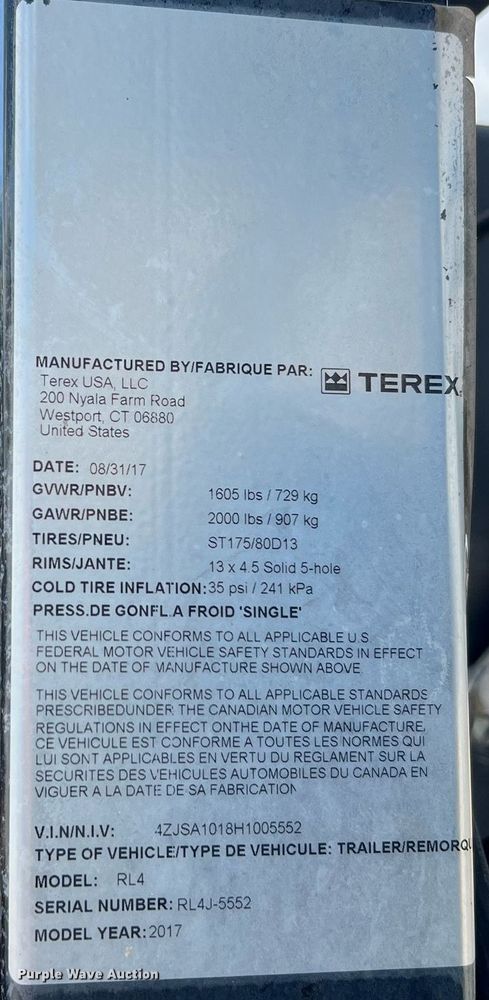 MANUFACTURED BY/FABRIQUE PAR:
TEREX
Terex USA, LLC
200 Nyala Farm Road
Westport, CT 06880
United States
DATE: 08/31/17
GVWR/PNBV: 1605 lbs / 729 kg
GAWR/PNBE: 2000 lbs / 907 kg
TIRES/PNEU: ST175/80D13
RIMS/JANTE: 13 x 4.5 Solid 5-hole
COLD TIRE INFLATION: 35 psi / 241 kPa
PRESS.DE GONFL.A FROID 'SINGLE'
THIS VEHICLE CONFORMS TO ALL APPLICABLE U.S.
FEDERAL MOTOR VEHICLE SAFETY STANDARDS IN EFFECT
ON THE DATE OF MANUFACTURE SHOWN ABOVE
THIS VEHICLE CONFORMS TO ALL APPLICABLE STANDARDS
PRESCRIBEDUNDER THE CANADIAN MOTOR VEHICLE SAFETY
REGULATIONS IN EFFECT ONTHE DATE OF MANUFACTURE.
CE VEHICULE EST CONFORME A TOUTES LES NORMES QUI
LUI SONT APPLICABLES EN VERTU DU REGLAMENT SUR LA
SECURITES DES VEHICULES AUTOMOBILES DU CANADA EN
VIGUER A LA DATE DE SA FABRICATION
V.I.N/N.I.V: 4ZJSA1018H1005552
TYPE OF VEHICLE/TYPE DE VEHICULE: TRAILER/REMORQU
MODEL: RL4
SERIAL NUMBER: RL4J-5552
MODEL YEAR: 2017
Purple Wave Auction